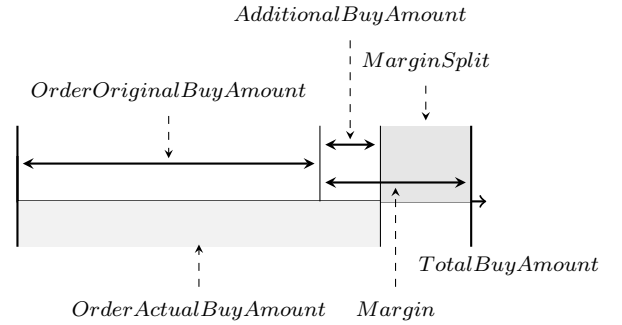 AdditionalBuyAmount
MarginSplit
OrderOriginalBuyAmount
TotalBuyAmount
OrderActualBuyAmount
Margin